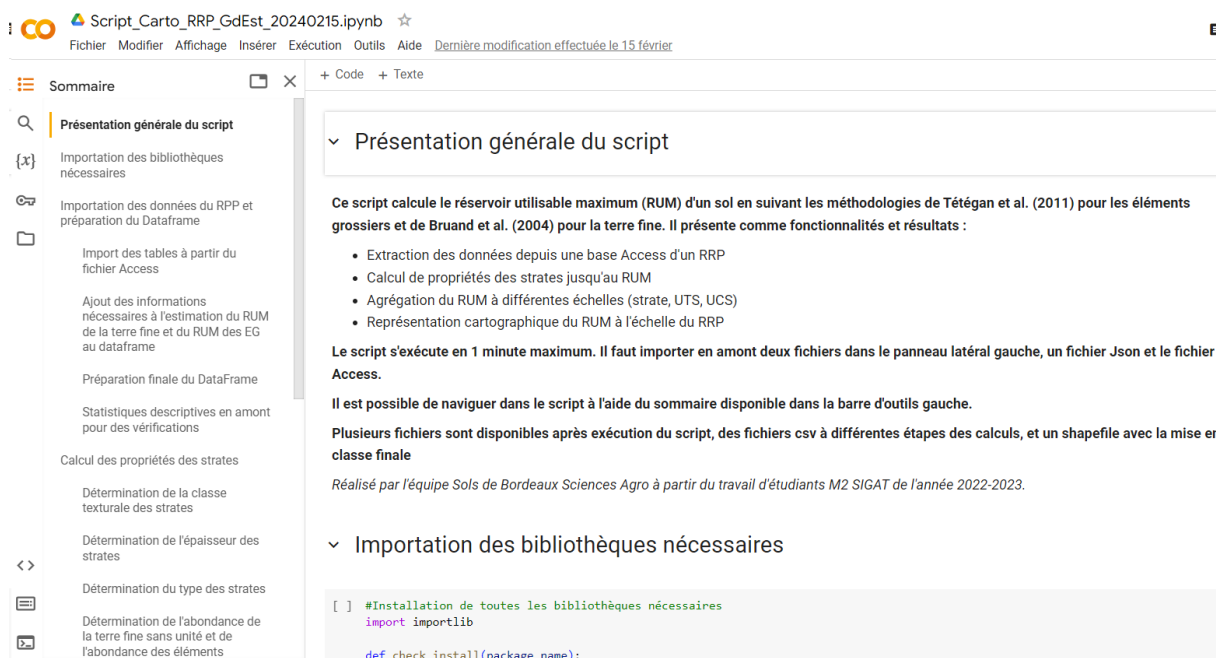 Script_Carto_RRP_GdEst_20240215.ipynb
Fichier Modifier Affichage Insérer Exécution Outils Aide Dernière modification effectuée le 15 février
Sommaire
+ Code + Texte
Présentation générale du script
Importation des bibliothèques
nécessaires
Importation des données du RPP et
préparation du Dataframe
Import des tables à partir du
fichier Access
Ajout des informations
nécessaires à l'estimation du RUM
de la terre fine et du RUM des EG
au dataframe
Préparation finale du DataFrame
Statistiques descriptives en amont
pour des vérifications
Calcul des propriétés des strates
Détermination de la classe
texturale des strates
Détermination de l'épaisseur des
strates
Détermination du type des strates
Détermination de l'abondance de
la terre fine sans unité et de
l'abondance des éléments
{x}
Présentation générale du script
Ce script calcule le réservoir utilisable maximum (RUM) d'un sol en suivant les méthodologies de Tétégan et al. (2011) pour les éléments
grossiers et de Bruand et al. (2004) pour la terre fine. Il présente comme fonctionnalités et résultats :
• Extraction des données depuis une base Access d'un RRP
• Calcul de propriétés des strates jusqu'au RUM
• Agrégation du RUM à différentes échelles (strate, UTS, UCS)
• Représentation cartographique du RUM à l'échelle du RRP
Le script s'exécute en 1 minute maximum. Il faut importer en amont deux fichiers dans le panneau latéral gauche, un fichier Json et le fichier
Access.
Il est possible de naviguer dans le script à l'aide du sommaire disponible dans la barre d'outils gauche.
Plusieurs fichiers sont disponibles après exécution du script, des fichiers csv à différentes étapes des calculs, et un shapefile avec la mise en
classe finale
Réalisé par l'équipe Sols de Bordeaux Sciences Agro à partir du travail d'étudiants M2 SIGAT de l'année 2022-2023.
Importation des bibliothèques nécessaires
[ ] #Installation de toutes les bibliothèques nécessaires
import importlib
def check_install(package_name):